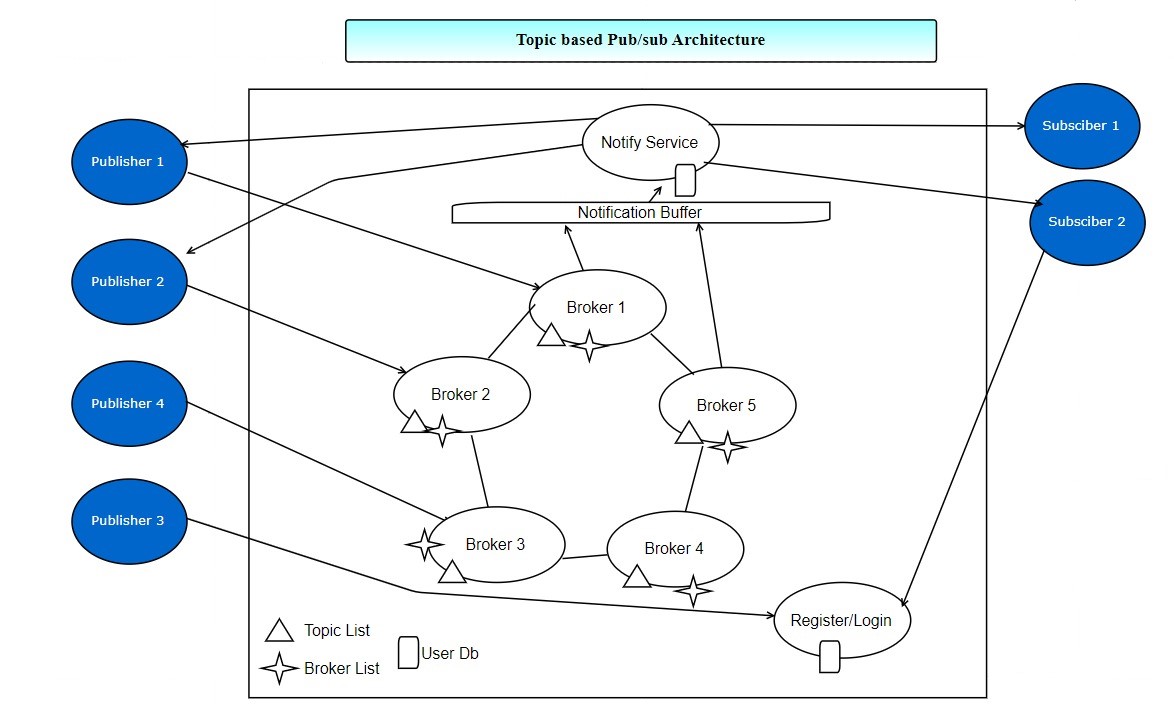 Topic based Pub/sub Architecture
Notify Service
Subsciber 1
Publisher 1
Subsciber 2
Notification Buffer
Publisher 2
Broker 1
Broker 2
Publisher 4
Broker 5
Publisher 3
Broker 3
Broker 4
Register/Login
Topic List
User Db
Broker List